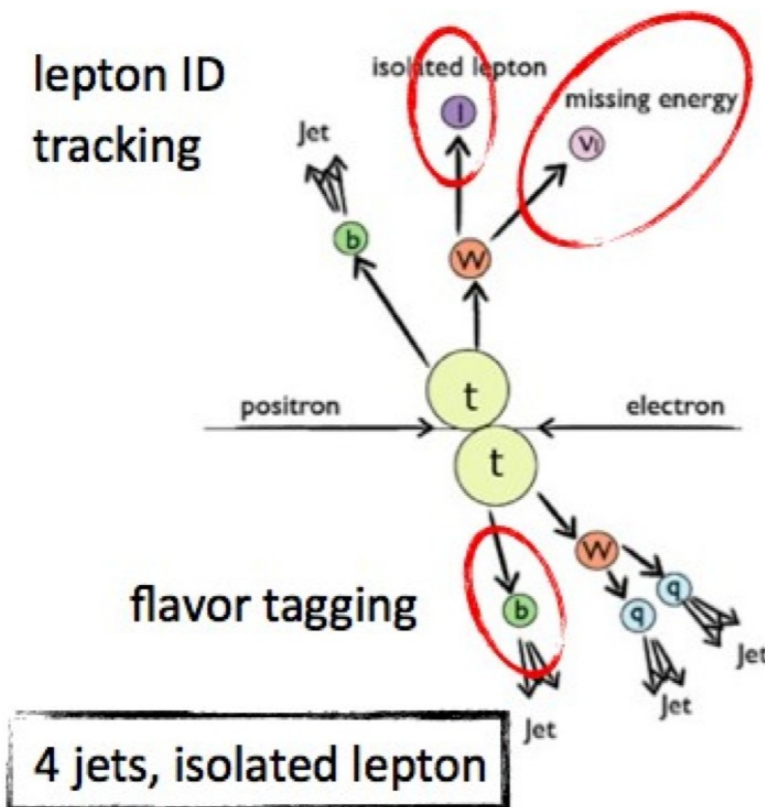 lepton ID
tracking
isolated lepton
missing energy
l
νl
Jet
b
W
t
positron
electron
t
W
flavor tagging
b
q
q
Jet
Jet
Jet
4 jets, isolated lepton